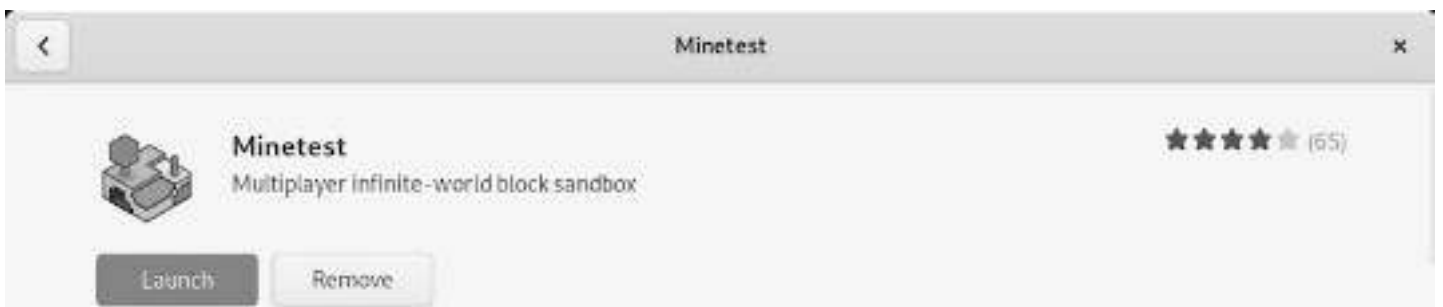 Minetest
Minetest
(65)
Multiplayer infinite-world block sandbox
Launch
Remove